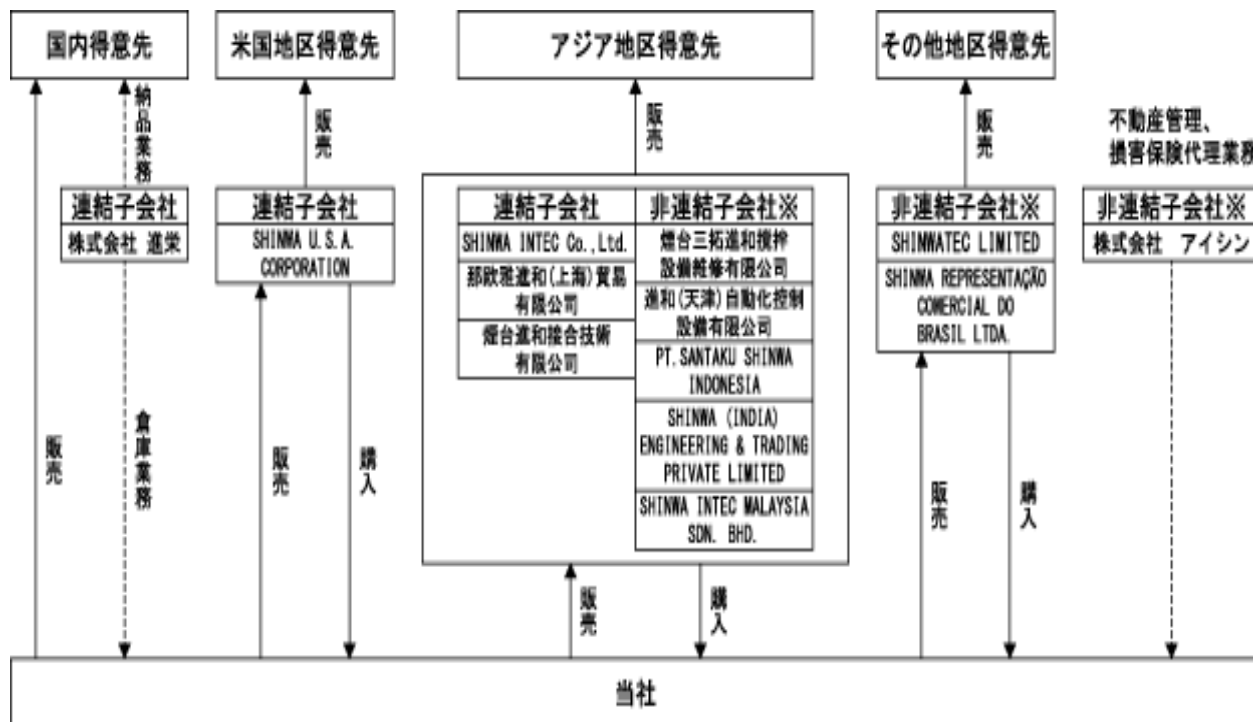 国内得意先
米国地区得意先
アジア地区得意先
その他地区得意先
納品業務
販売
販売
販売
不動産管理、
損害保険代理業務
連結子会社
株式会社 進栄
連結子会社
SHINWA U.S.A.
CORPORATION
連結子会社
SHINWA INTEC Co.,Ltd.
那欧雅進和(上海)貿易
有限公司
煙台進和接合技術
有限公司
非連結子会社※
煙台三拓進和撹拌
設備維修有限公司
進和(天津)自動化控制
設備有限公司
PT.SANTAKU SHINWA
INDONESIA
SHINWA (INDIA)
ENGINEERING & TRADING
PRIVATE LIMITED
SHINWA INTEC MALAYSIA
SDN. BHD.
非連結子会社※
SHINWATEC LIMITED
SHINWA REPRESENTAÇÃO
COMERCIAL DO
BRASIL LTDA.
非連結子会社※
株式会社 アイシン
販売
倉庫業務
販売
購入
販売
購入
販売
購入
当社